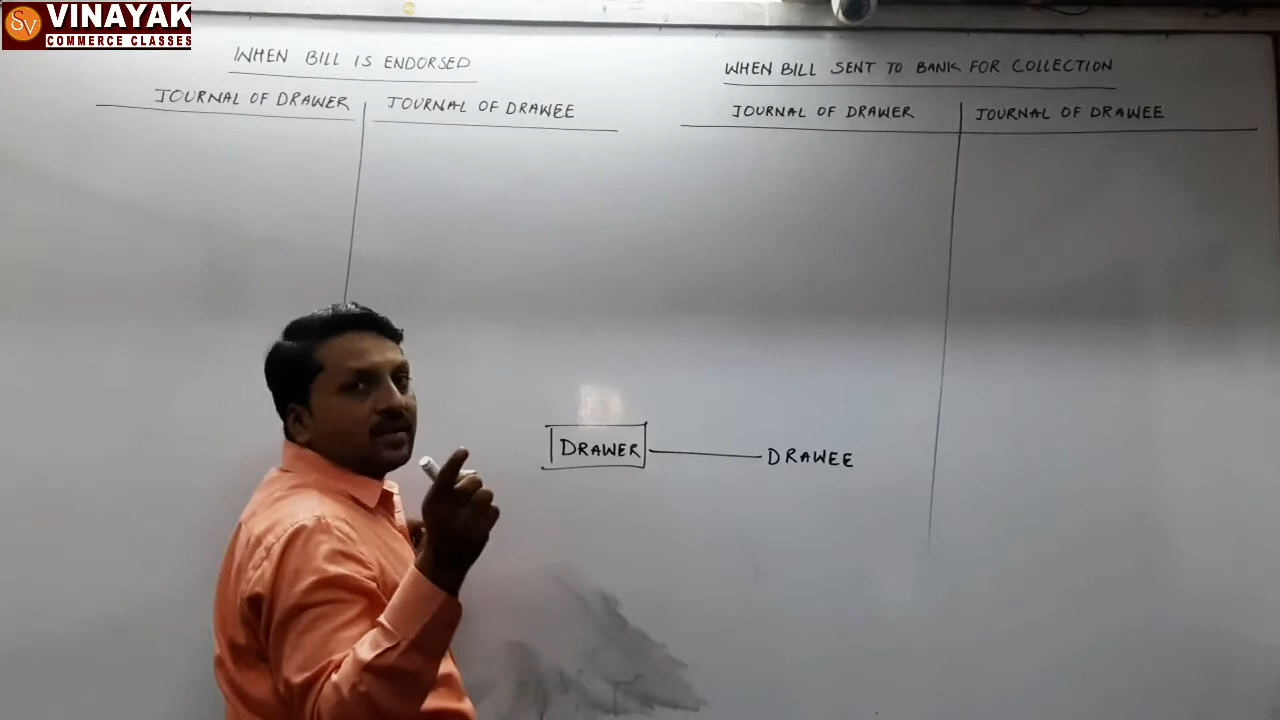 SV VINAYAK
COMMERCE CLASSES
WHEN BILL IS ENDORSED
JOURNAL OF DRAWER
JOURNAL OF DRAWEE
WHEN BILL SENT TO BANK FOR COLLECTION
JOURNAL OF DRAWER
JOURNAL OF DRAWEE
DRAWER
DRAWEE